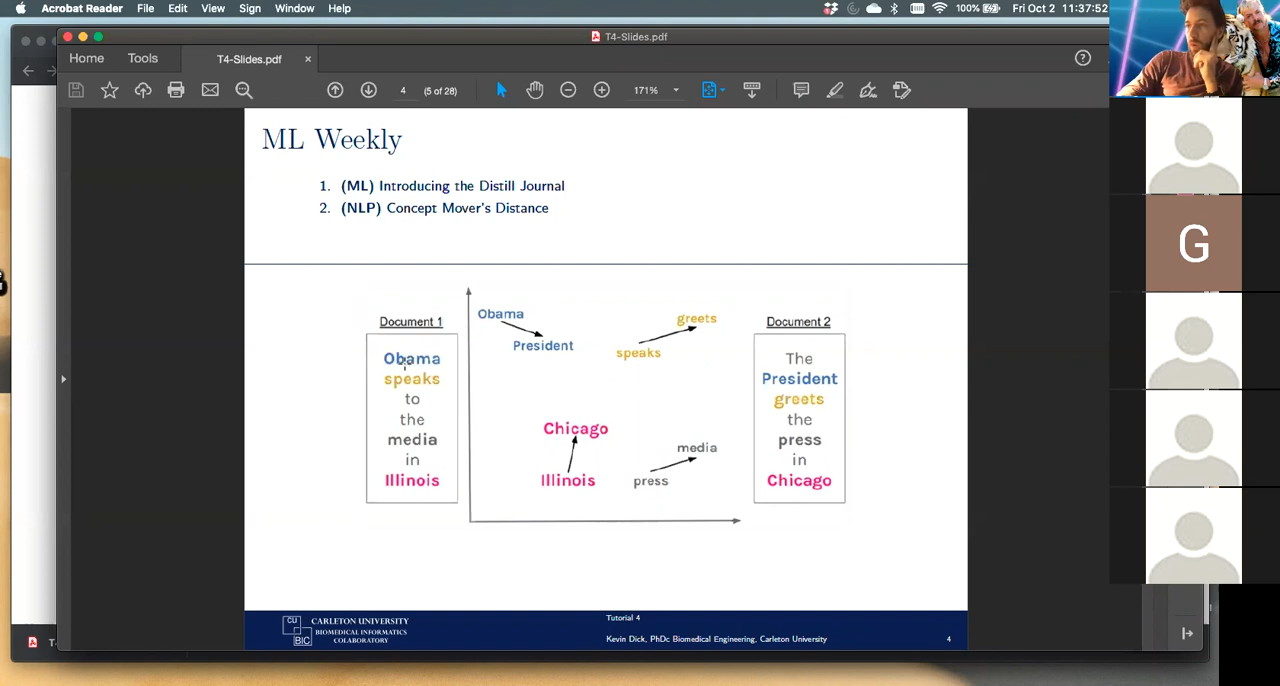 Acrobat Reader File Edit View Sign Window Help 100% Fri Oct 2 11:37:52
T4-Slides.pdf
Home Tools T4-Slides.pdf ×
4 (5 of 28) 171%
G
ML Weekly
1. (ML) Introducing the Distill Journal
2. (NLP) Concept Mover's Distance
Document 1
Obama
speaks
to
the
media
in
Illinois
Obama
President
greets
speaks
Chicago
Illinois
media
press
Document 2
The
President
greets
the
press
in
Chicago
CU
BIC
CARLETON UNIVERSITY
BIOMEDICAL INFORMATICS
COLABORATORY
Tutorial 4
Kevin Dick, PhDc Biomedical Engineering, Carleton University
4